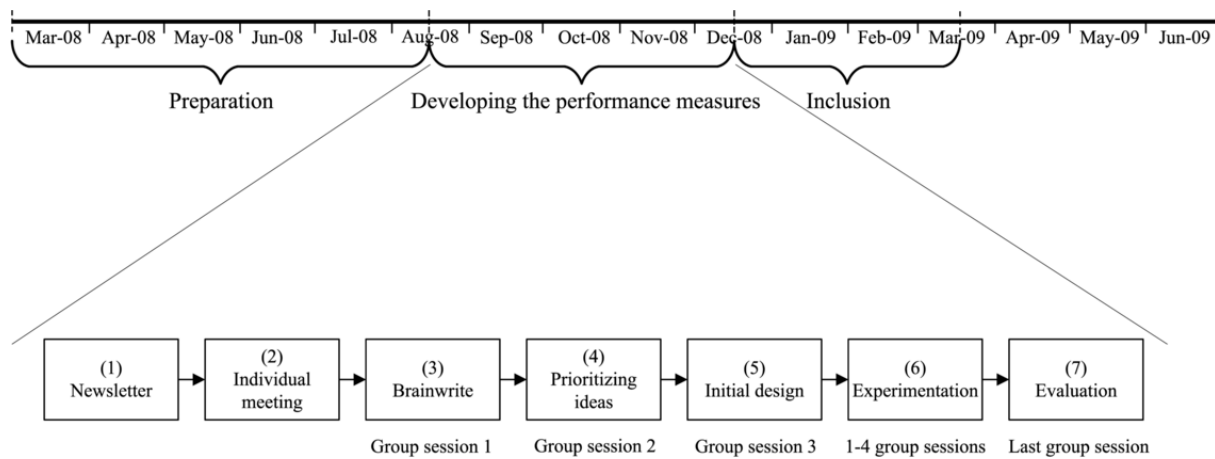 Mar-08 Apr-08 May-08 Jun-08 Jul-08 Aug-08 Sep-08 Oct-08 Nov-08 Dec-08 Jan-09 Feb-09 Mar-09 Apr-09 May-09 Jun-09
Preparation Developing the performance measures Inclusion
(1)
Newsletter
(2)
Individual
meeting
(3)
Brainwrite
(4)
Prioritizing
ideas
(5)
Initial design
(6)
Experimentation
(7)
Evaluation
Group session 1 Group session 2 Group session 3 1-4 group sessions Last group session